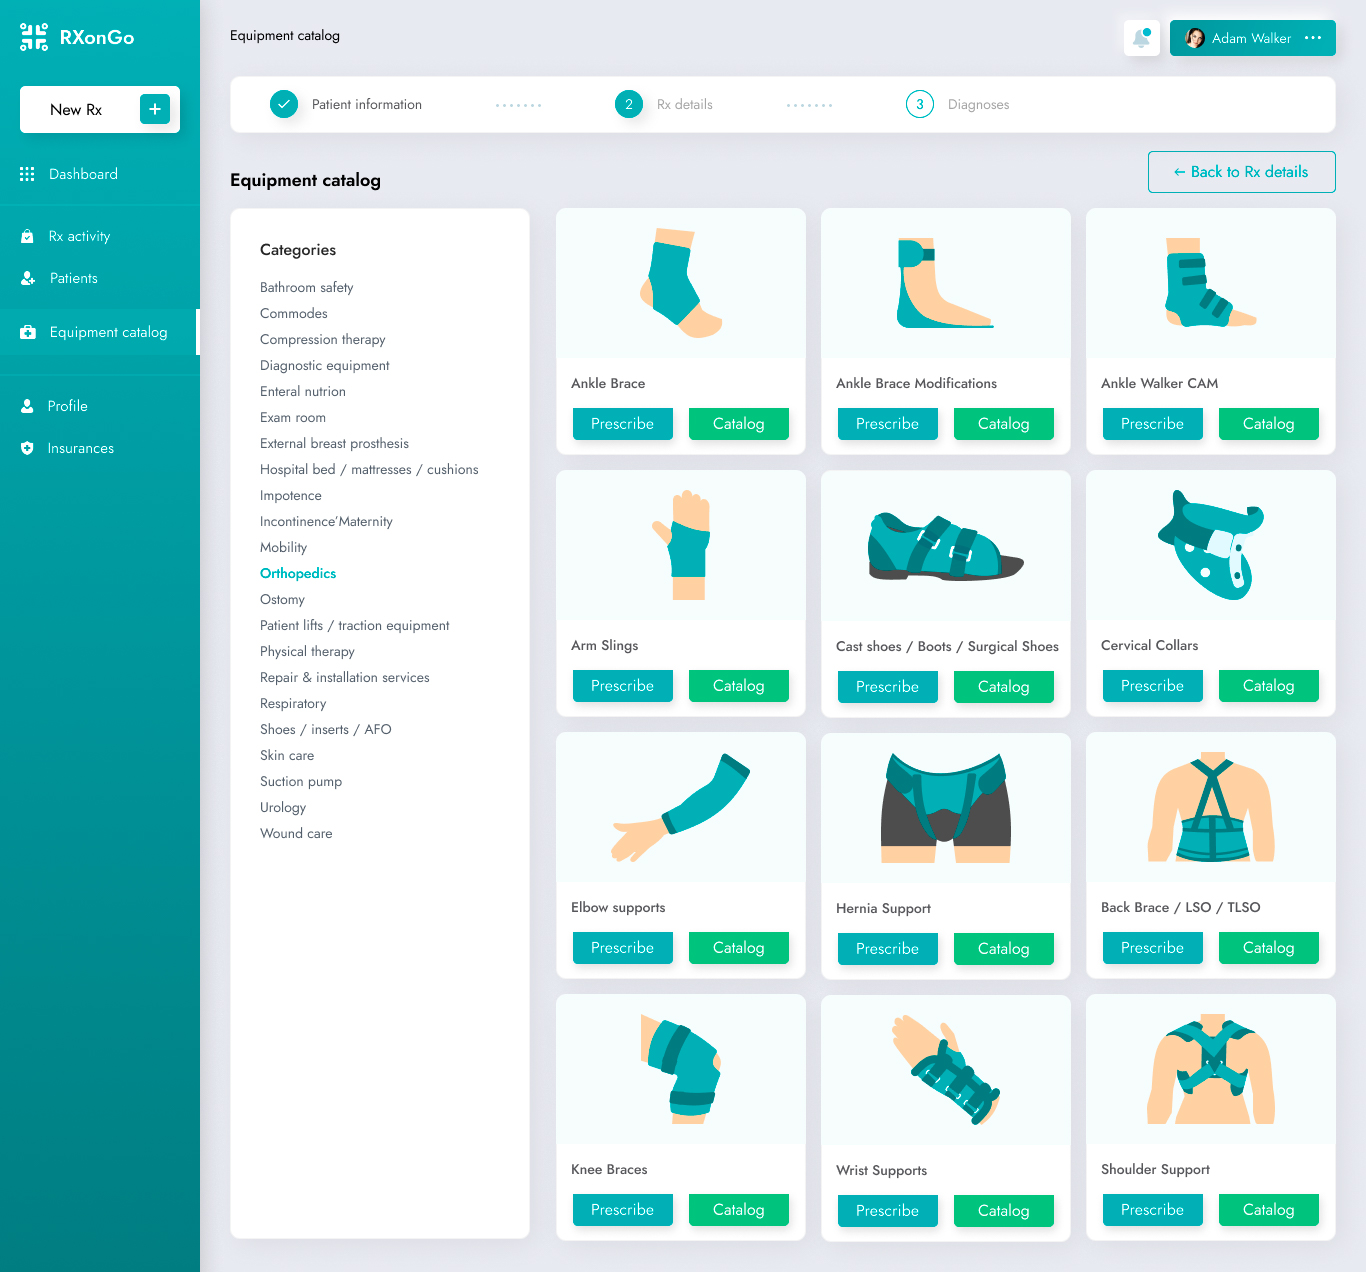 RXonGo
New Rx
Dashboard
Rx activity
Patients
Equipment catalog
Profile
Insurances
Equipment catalog
Adam Walker
Patient information
2 Rx details
3 Diagnoses
Equipment catalog
← Back to Rx details
Categories
Bathroom safety
Commodes
Compression therapy
Diagnostic equipment
Enteral nutrion
Exam room
External breast prosthesis
Hospital bed / mattresses / cushions
Impotence
Incontinence'Maternity
Mobility
Orthopedics
Ostomy
Patient lifts / traction equipment
Physical therapy
Repair & installation services
Respiratory
Shoes / inserts / AFO
Skin care
Suction pump
Urology
Wound care
Ankle Brace
Prescribe Catalog
Ankle Brace Modifications
Prescribe Catalog
Ankle Walker CAM
Prescribe Catalog
Arm Slings
Prescribe Catalog
Cast shoes / Boots / Surgical Shoes
Prescribe Catalog
Cervical Collars
Prescribe Catalog
Elbow supports
Prescribe Catalog
Hernia Support
Prescribe Catalog
Back Brace / LSO / TLSO
Prescribe Catalog
Knee Braces
Prescribe Catalog
Wrist Supports
Prescribe Catalog
Shoulder Support
Prescribe Catalog